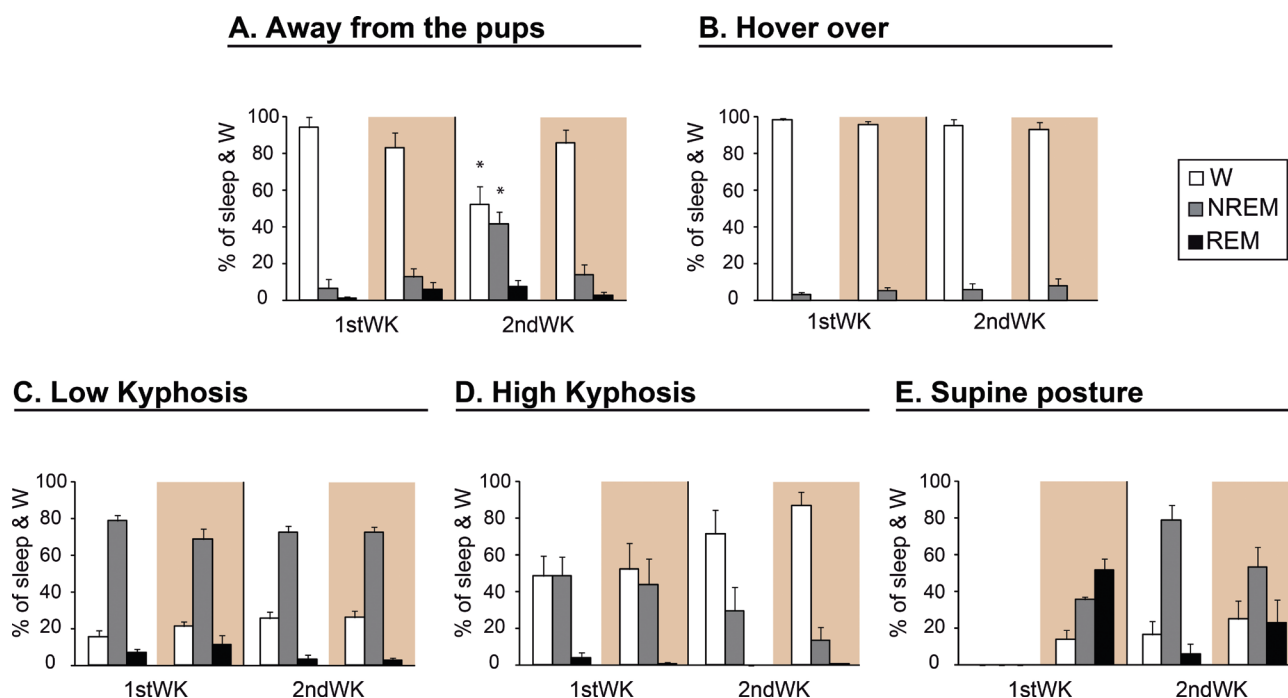 A. Away from the pups
% of sleep & W
100
80
60
40
20
0
*
*
1stWK
2ndWK
B. Hover over
% of sleep & W
100
80
60
40
20
0
1stWK
2ndWK
W
NREM
REM
C. Low Kyphosis
% of sleep & W
100
80
60
40
20
0
1stWK
2ndWK
D. High Kyphosis
% of sleep & W
100
80
60
40
20
0
1stWK
2ndWK
E. Supine posture
% of sleep & W
100
80
60
40
20
0
1stWK
2ndWK